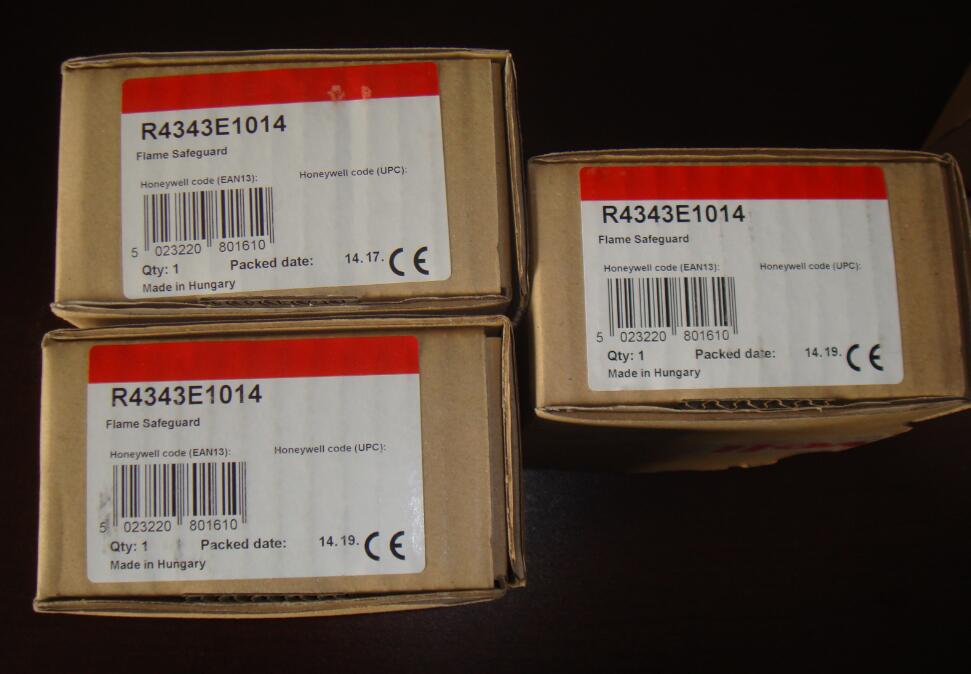 R4343E1014
Flame Safeguard
Honeywell code (EAN13): Honeywell code (UPC):
5 023220 801610
Qty: 1 Packed date: 14.17. CE
Made in Hungary
R4343E1014
Flame Safeguard
Honeywell code (EAN13): Honeywell code (UPC):
5 023220 801610
Qty: 1 Packed date: 14.19. CE
Made in Hungary
R4343E1014
Flame Safeguard
Honeywell code (EAN13): Honeywell code (UPC):
5 023220 801610
Qty: 1 Packed date: 14.19. CE
Made in Hungary